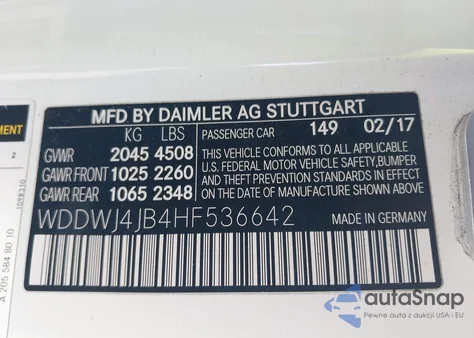 MFD BY DAIMLER AG STUTTGART
KG LBS
PASSENGER CAR 149 02/17
GVWR 2045 4508
GAWR FRONT 1025 2260
GAWR REAR 1065 2348
THIS VEHICLE CONFORMS TO ALL APPLICABLE
U.S. FEDERAL MOTOR VEHICLE SAFETY,BUMPER
AND THEFT PREVENTION STANDARDS IN EFFECT ON
THE DATE OF MANUFACTURE SHOWN ABOVE.
WDDWJ4JB4HF536642
MADE IN GERMANY
2
A 205 584 80 10
autoSnap
Pewne auta z aukcji USA i EU